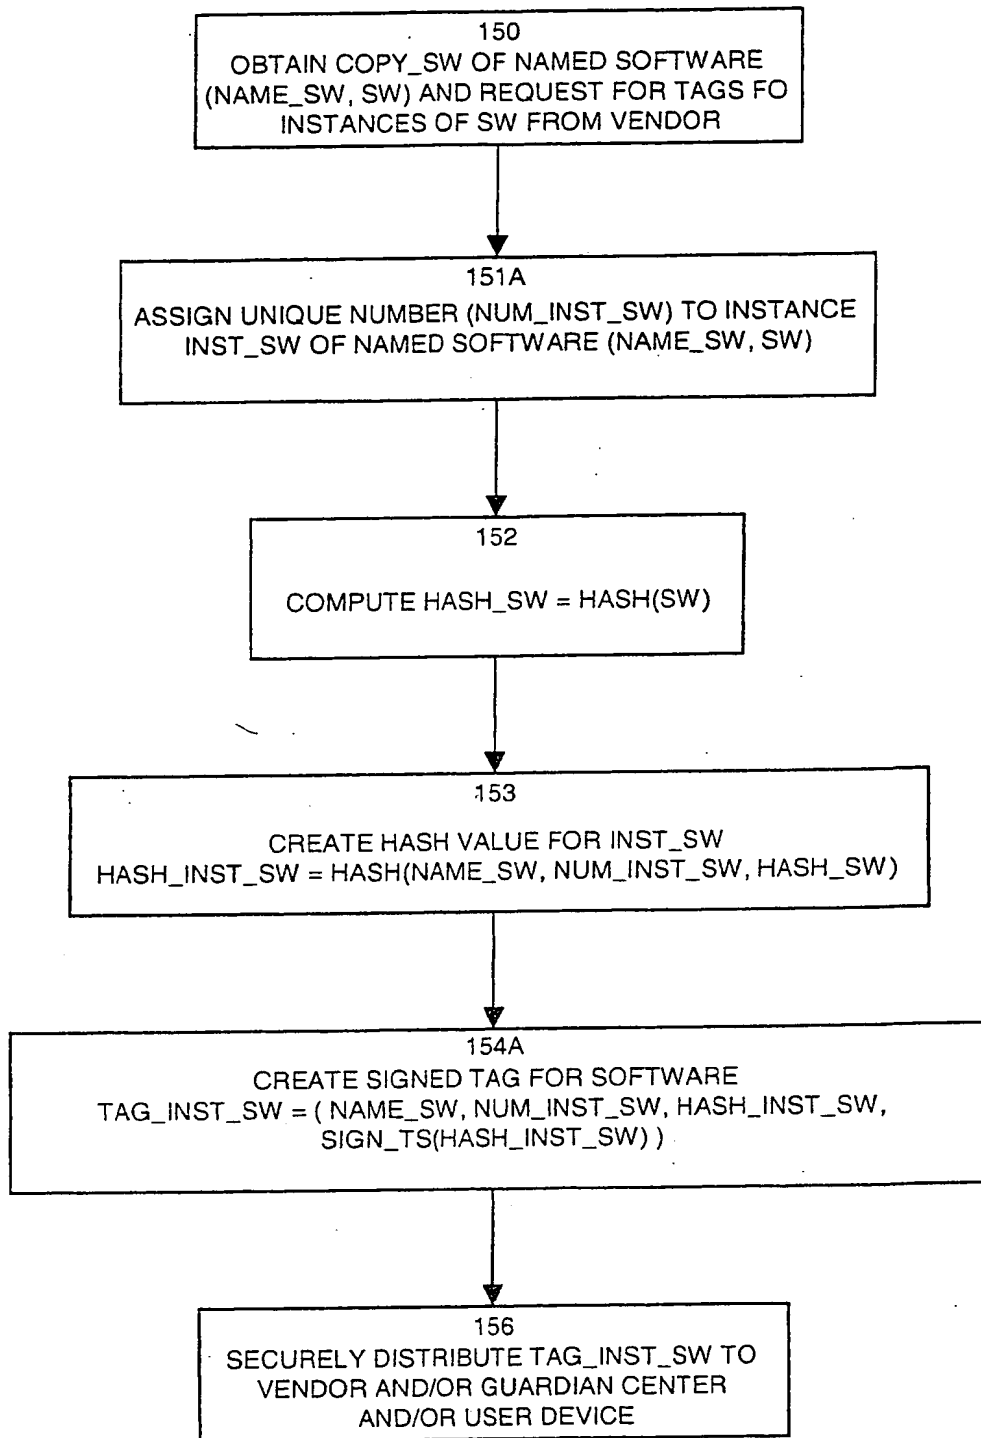 150
OBTAIN COPY_SW OF NAMED SOFTWARE
(NAME_SW, SW) AND REQUEST FOR TAGS FO
INSTANCES OF SW FROM VENDOR
151A
ASSIGN UNIQUE NUMBER (NUM_INST_SW) TO INSTANCE
INST_SW OF NAMED SOFTWARE (NAME_SW, SW)
152
COMPUTE HASH_SW = HASH(SW)
153
CREATE HASH VALUE FOR INST_SW
HASH_INST_SW = HASH(NAME_SW, NUM_INST_SW, HASH_SW)
154A
CREATE SIGNED TAG FOR SOFTWARE
TAG_INST_SW = ( NAME_SW, NUM_INST_SW, HASH_INST_SW,
SIGN_TS(HASH_INST_SW) )
156
SECURELY DISTRIBUTE TAG_INST_SW TO
VENDOR AND/OR GUARDIAN CENTER
AND/OR USER DEVICE